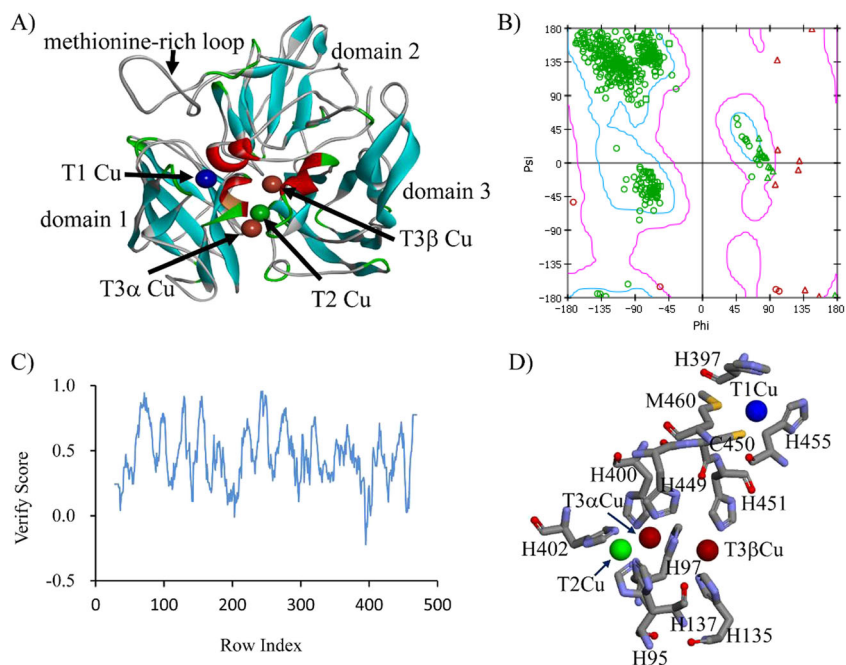 A)
methionine-rich loop
domain 2
T1 Cu
domain 3
domain 1
T3β Cu
T3α Cu
T2 Cu
B)
180
135
90
45
0
-45
-90
-135
-180
Psi
-180 -135 -90 -45 0 45 90 135 180
Phi
C)
1.0
0.5
0.0
-0.5
Verify Score
0 100 200 300 400 500
Row Index
D)
H397
T1Cu
M460
C450
H455
H400
H449
H451
T3αCu
H402
T3βCu
H97
T2Cu
H137
H135
H95